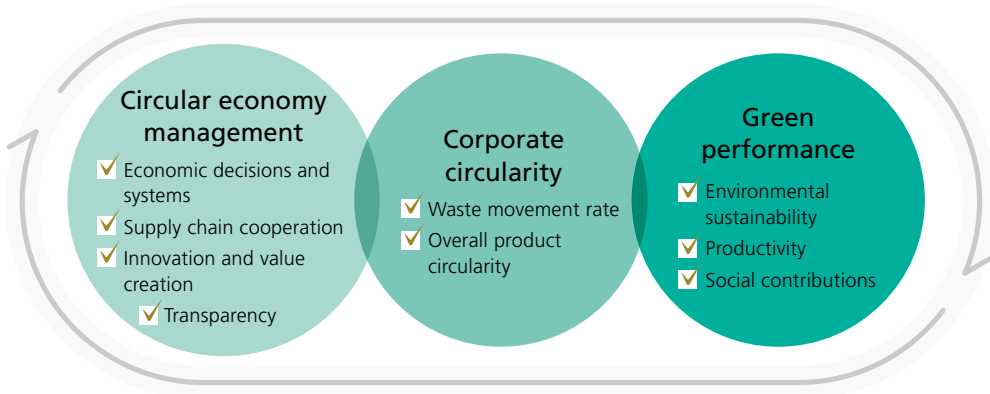 Circular economy
management
Economic decisions and
systems
Supply chain cooperation
Innovation and value
creation
Transparency
Corporate
circularity
Waste movement rate
Overall product
circularity
Green
performance
Environmental
sustainability
Productivity
Social contributions